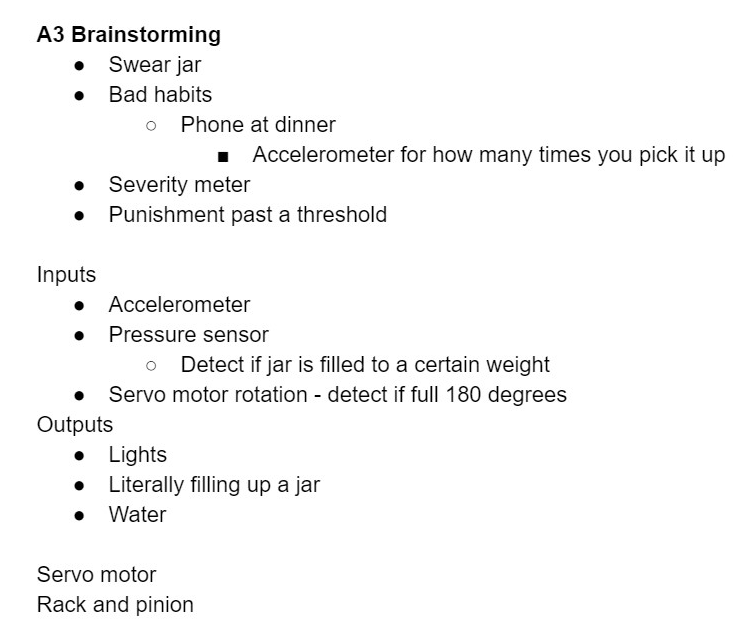 A3 Brainstorming
● Swear jar
● Bad habits
○ Phone at dinner
■ Accelerometer for how many times you pick it up
● Severity meter
● Punishment past a threshold
Inputs
● Accelerometer
● Pressure sensor
○ Detect if jar is filled to a certain weight
● Servo motor rotation - detect if full 180 degrees
Outputs
● Lights
● Literally filling up a jar
● Water
Servo motor
Rack and pinion